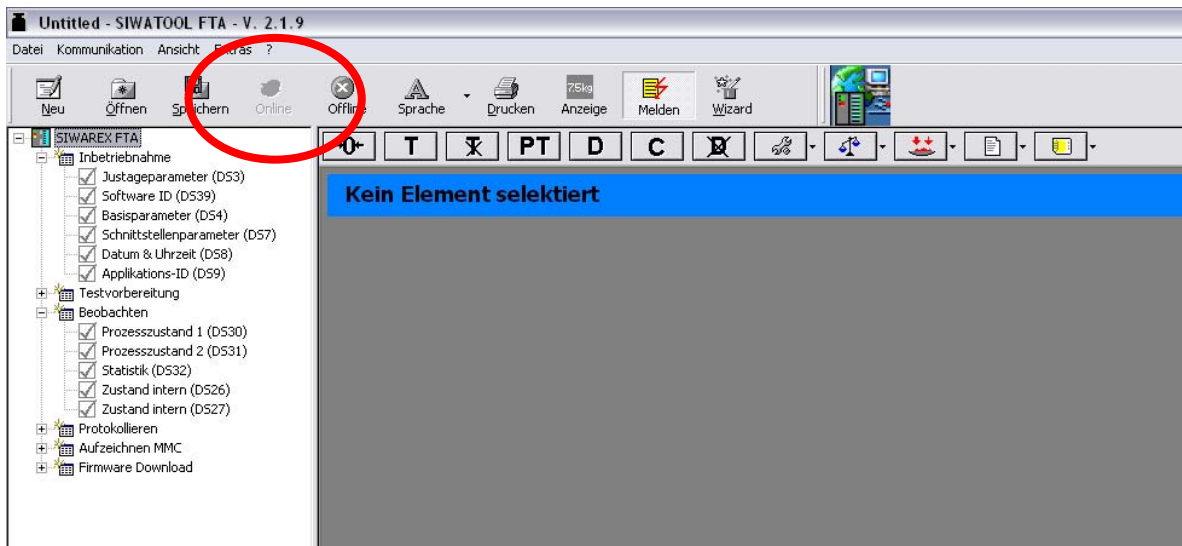 Untitled - SIWATOOL FTA - V. 2.1.9
Datei Kommunikation Ansicht Extras ?
Neu Öffnen Speichern Online Offline Sprache Drucken Anzeige Melden Wizard
7.5kg
→0← T T PT D C D
SIWAREX FTA
Inbetriebnahme
Justageparameter (DS3)
Software ID (DS39)
Basisparameter (DS4)
Schnittstellenparameter (DS7)
Datum & Uhrzeit (DS8)
Applikations-ID (DS9)
Testvorbereitung
Beobachten
Prozesszustand 1 (DS30)
Prozesszustand 2 (DS31)
Statistik (DS32)
Zustand intern (DS26)
Zustand intern (DS27)
Protokollieren
Aufzeichnen MMC
Firmware Download
Kein Element selektiert